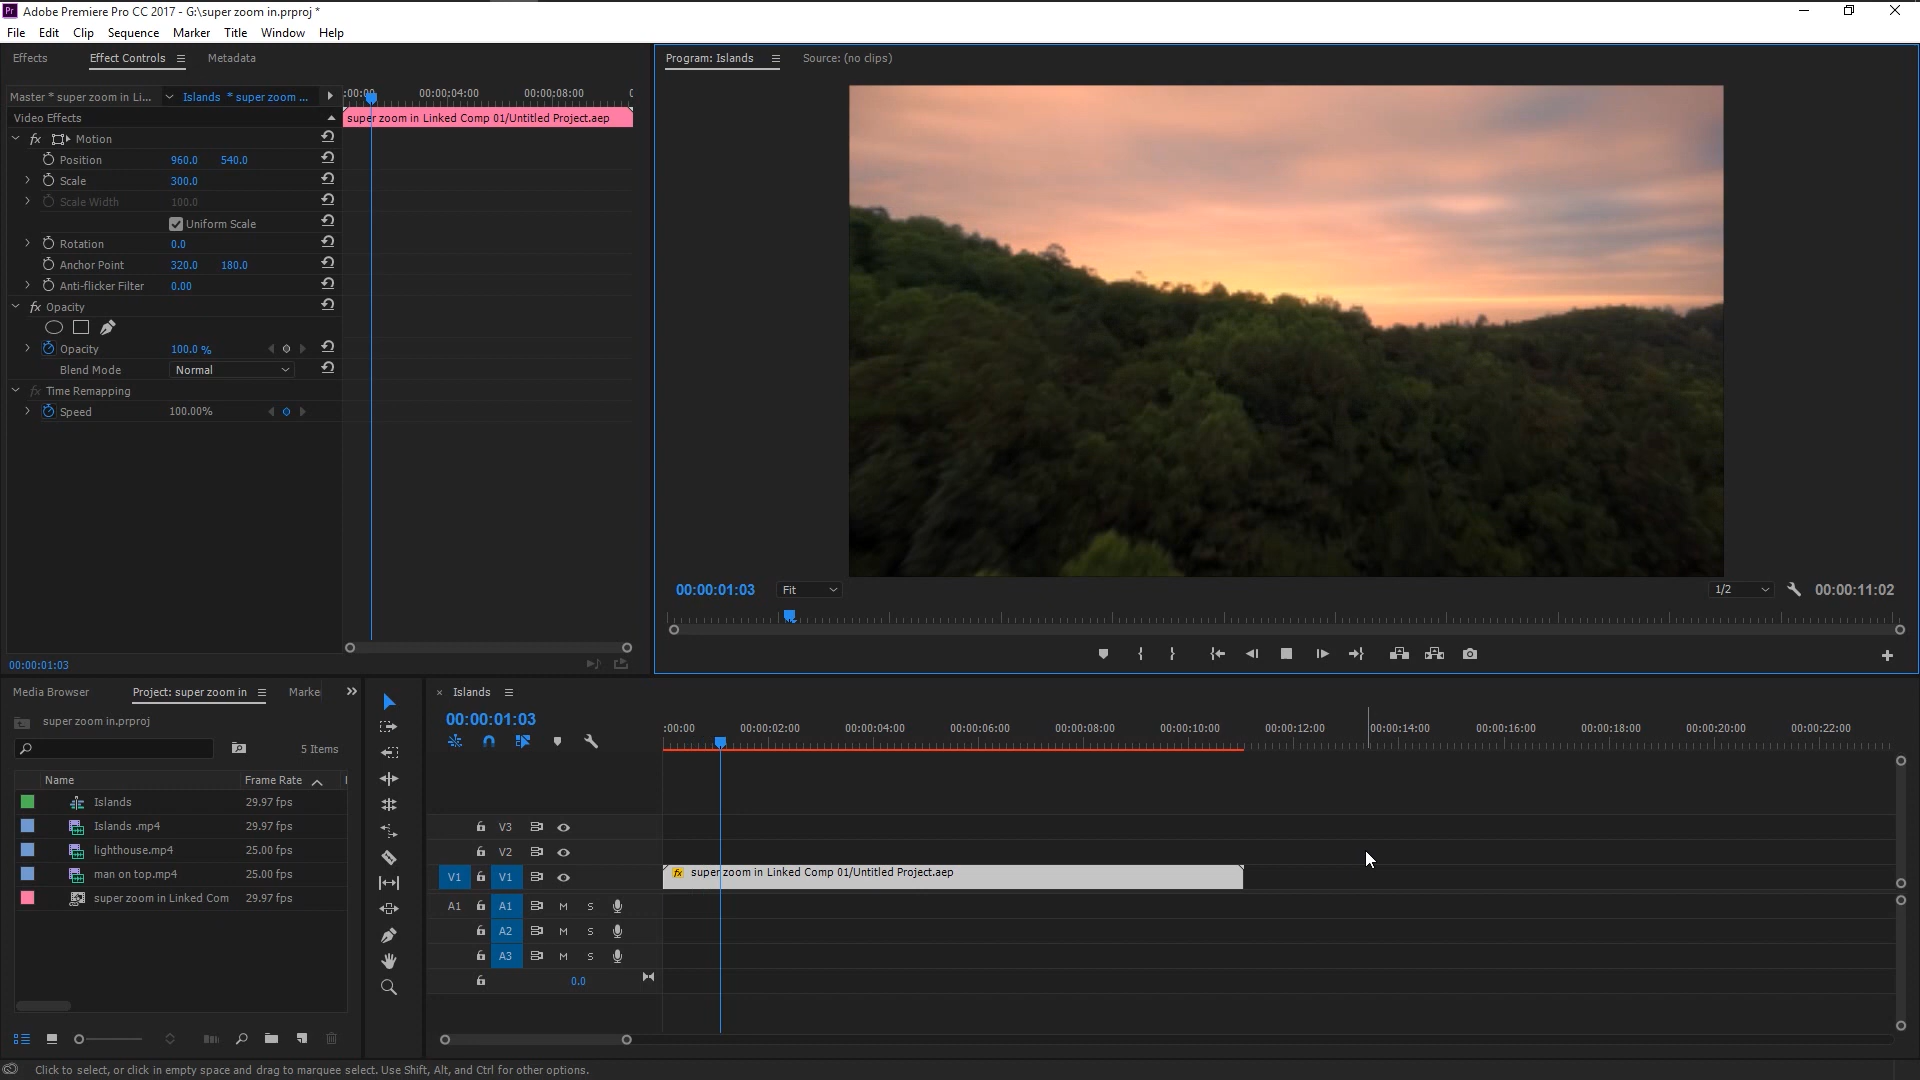 Adobe Premiere Pro CC 2017 - G:\super zoom in.prproj *
File Edit Clip Sequence Marker Title Window Help
Effects Effect Controls Metadata
Program: Islands Source: (no clips)
Master * super zoom in Li... Islands * super zoom ...
:00:00 00:00:04:00 00:00:08:00
Video Effects
super zoom in Linked Comp 01/Untitled Project.aep
fx Motion
Position 960.0 540.0
Scale 300.0
Scale Width 100.0
Uniform Scale
Rotation 0.0
Anchor Point 320.0 180.0
Anti-flicker Filter 0.00
fx Opacity
Opacity 100.0 %
Blend Mode Normal
fx Time Remapping
Speed 100.00%
00:00:01:03 Fit 1/2 00:00:11:02
00:00:01:03
Media Browser Project: super zoom in Marke
super zoom in.prproj
5 Items
Name Frame Rate
Islands 29.97 fps
Islands .mp4 29.97 fps
lighthouse.mp4 25.00 fps
man on top.mp4 25.00 fps
super zoom in Linked Com 29.97 fps
Islands
00:00:01:03
:00:00 00:00:02:00 00:00:04:00 00:00:06:00 00:00:08:00 00:00:10:00 00:00:12:00 00:00:14:00 00:00:16:00 00:00:18:00 00:00:20:00 00:00:22:00
V3
V2
V1 V1 fx super zoom in Linked Comp 01/Untitled Project.aep
A1 A1 M S
A2 M S
A3 M S
0.0
Click to select, or click in empty space and drag to marquee select. Use Shift, Alt, and Ctrl for other options.